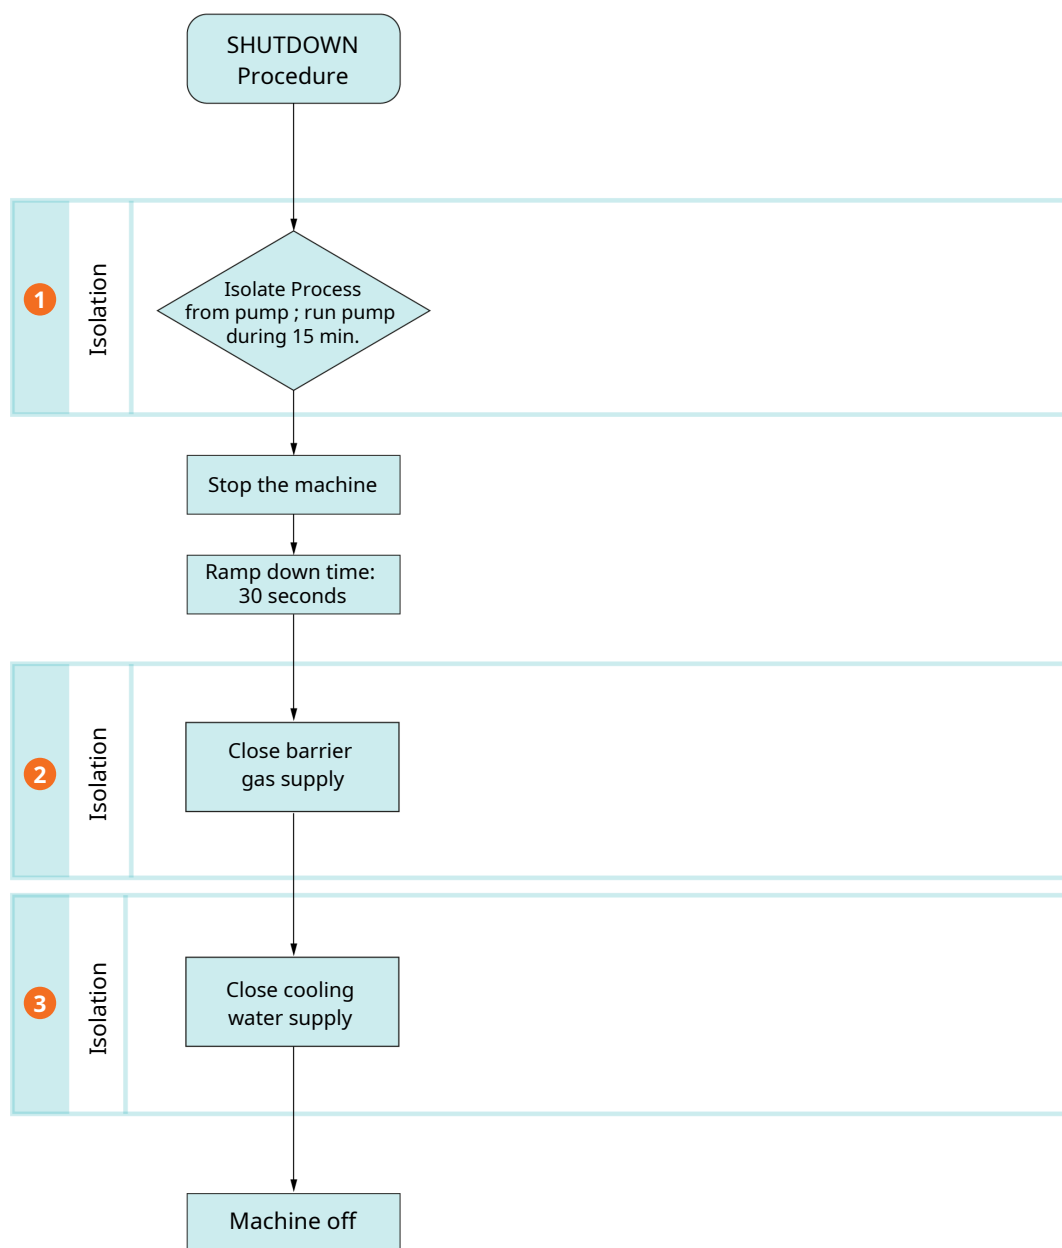 SHUTDOWN
Procedure
1
Isolation
Isolate Process
from pump ; run pump
during 15 min.
Stop the machine
Ramp down time:
30 seconds
2
Isolation
Close barrier
gas supply
3
Isolation
Close cooling
water supply
Machine off